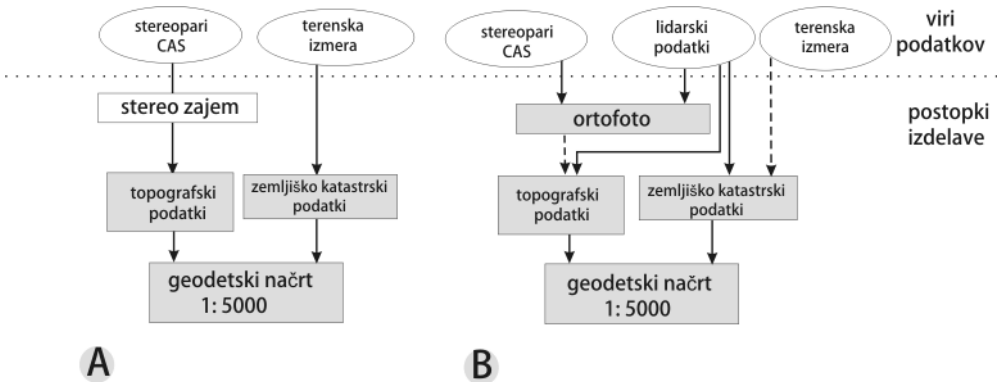 stereopari
CAS
terenska
izmera
stereo zajem
topografski
podatki
zemljiško katastrski
podatki
geodetski načrt
1: 5000
A
stereopari
CAS
lidarski
podatki
terenska
izmera
viri
podatkov
ortofoto
postopki
izdelave
topografski
podatki
zemljiško katastrski
podatki
geodetski načrt
1: 5000
B